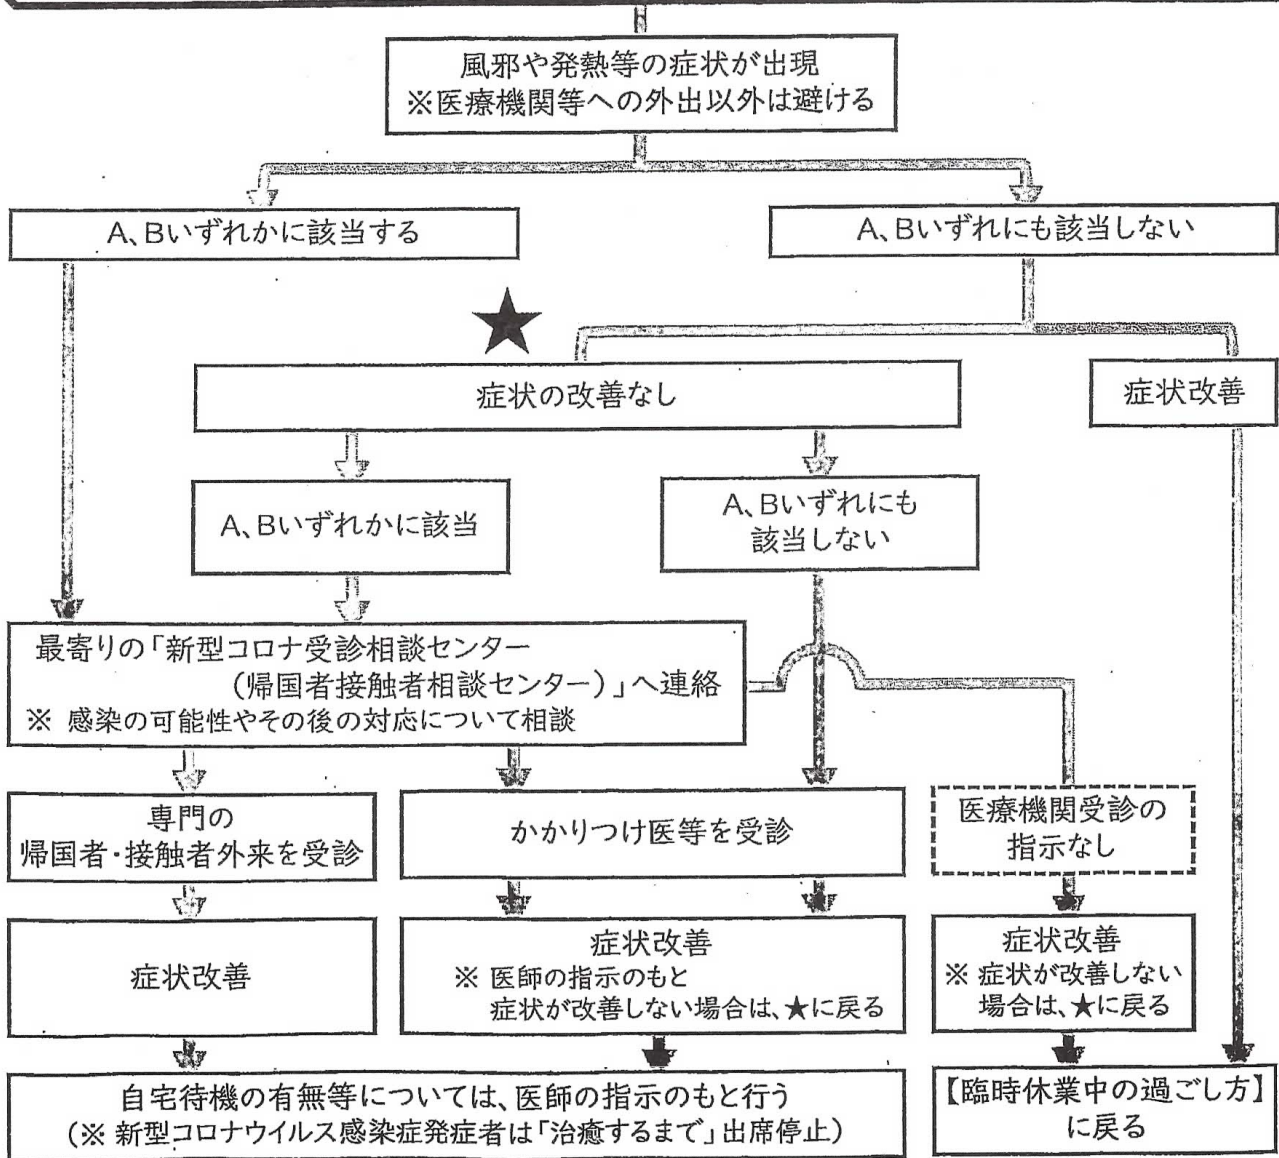 風邪や発熱等の症状が出現
※医療機関等への外出以外は避ける
A、Bいずれかに該当する
A、Bいずれにも該当しない
★
症状の改善なし
症状改善
A、Bいずれかに該当
A、Bいずれにも
該当しない
最寄りの「新型コロナ受診相談センター
（帰国者接触者相談センター）」へ連絡
※ 感染の可能性やその後の対応について相談
専門の
帰国者・接触者外来を受診
かかりつけ医等を受診
医療機関受診の
指示なし
症状改善
症状改善
※ 医師の指示のもと
症状が改善しない場合は、★に戻る
症状改善
※ 症状が改善しない
場合は、★に戻る
自宅待機の有無等については、医師の指示のもと行う
（※ 新型コロナウイルス感染症発症者は「治癒するまで」出席停止）
【臨時休業中の過ごし方】
に戻る